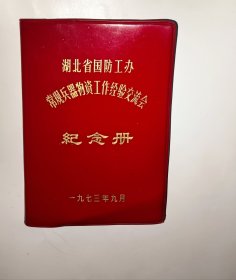 湖北省国防工办
常规兵器物资工作经验交流会
纪念册
一九七三年九月